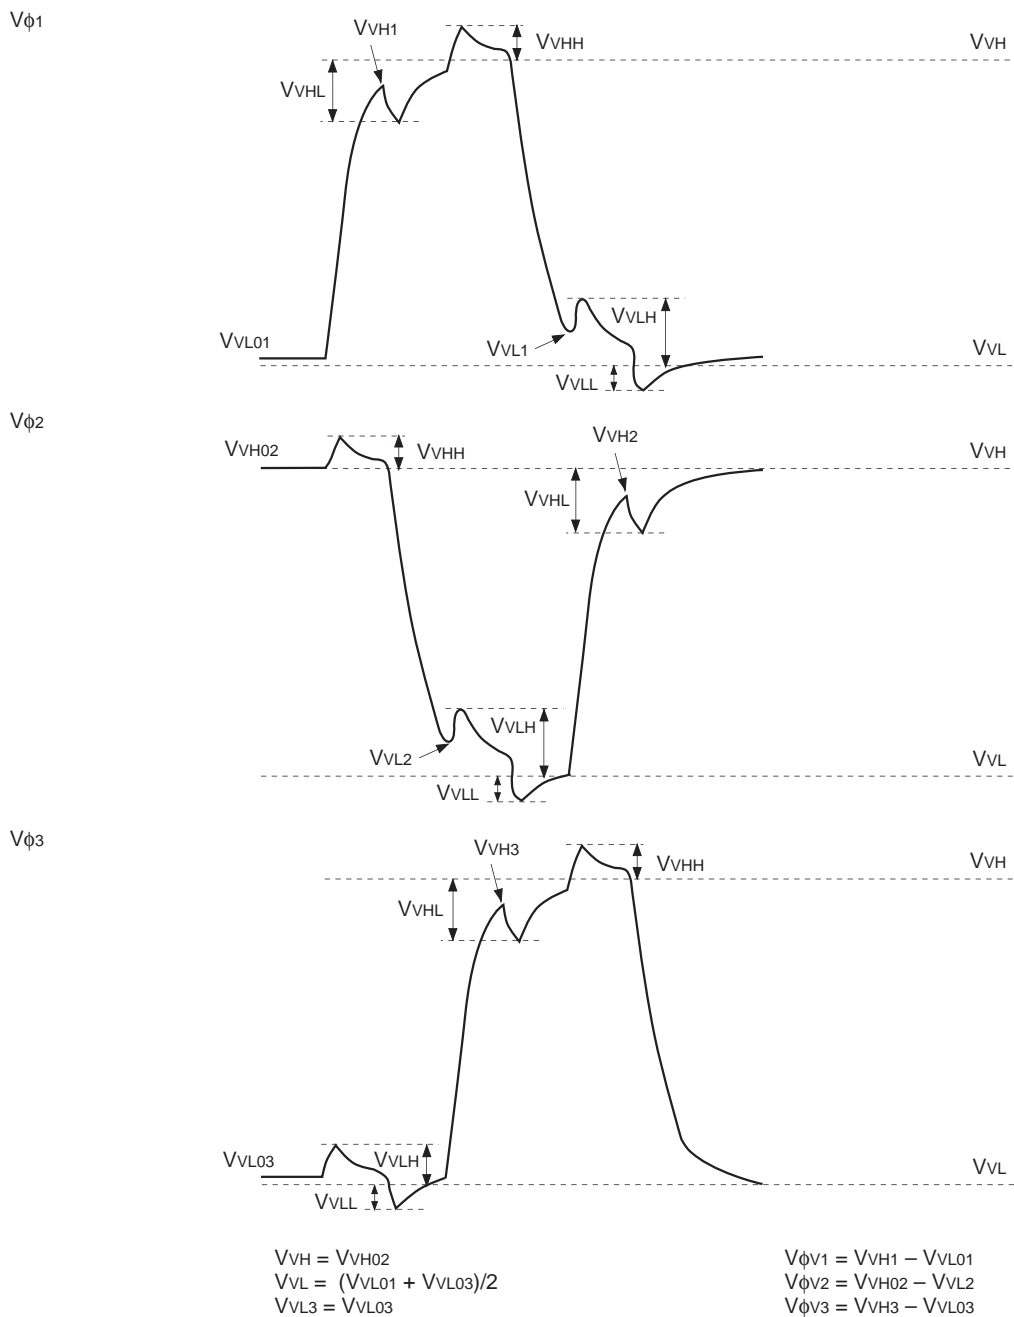 Vϕ1
VVH1
VVHH
VVH
VVHL
VVLH
VVL01
VVL1
VVL
VVLL
Vϕ2
VVH2
VVH02
VVHH
VVH
VVHL
VVLH
VVL2
VVL
VVLL
Vϕ3
VVH3
VVHH
VVH
VVHL
VVL03
VVLH
VVL
VVLL
VVH = VVH02
VVL = (VVL01 + VVL03)/2
VVL3 = VVL03
VϕV1 = VVH1 – VVL01
VϕV2 = VVH02 – VVL2
VϕV3 = VVH3 – VVL03